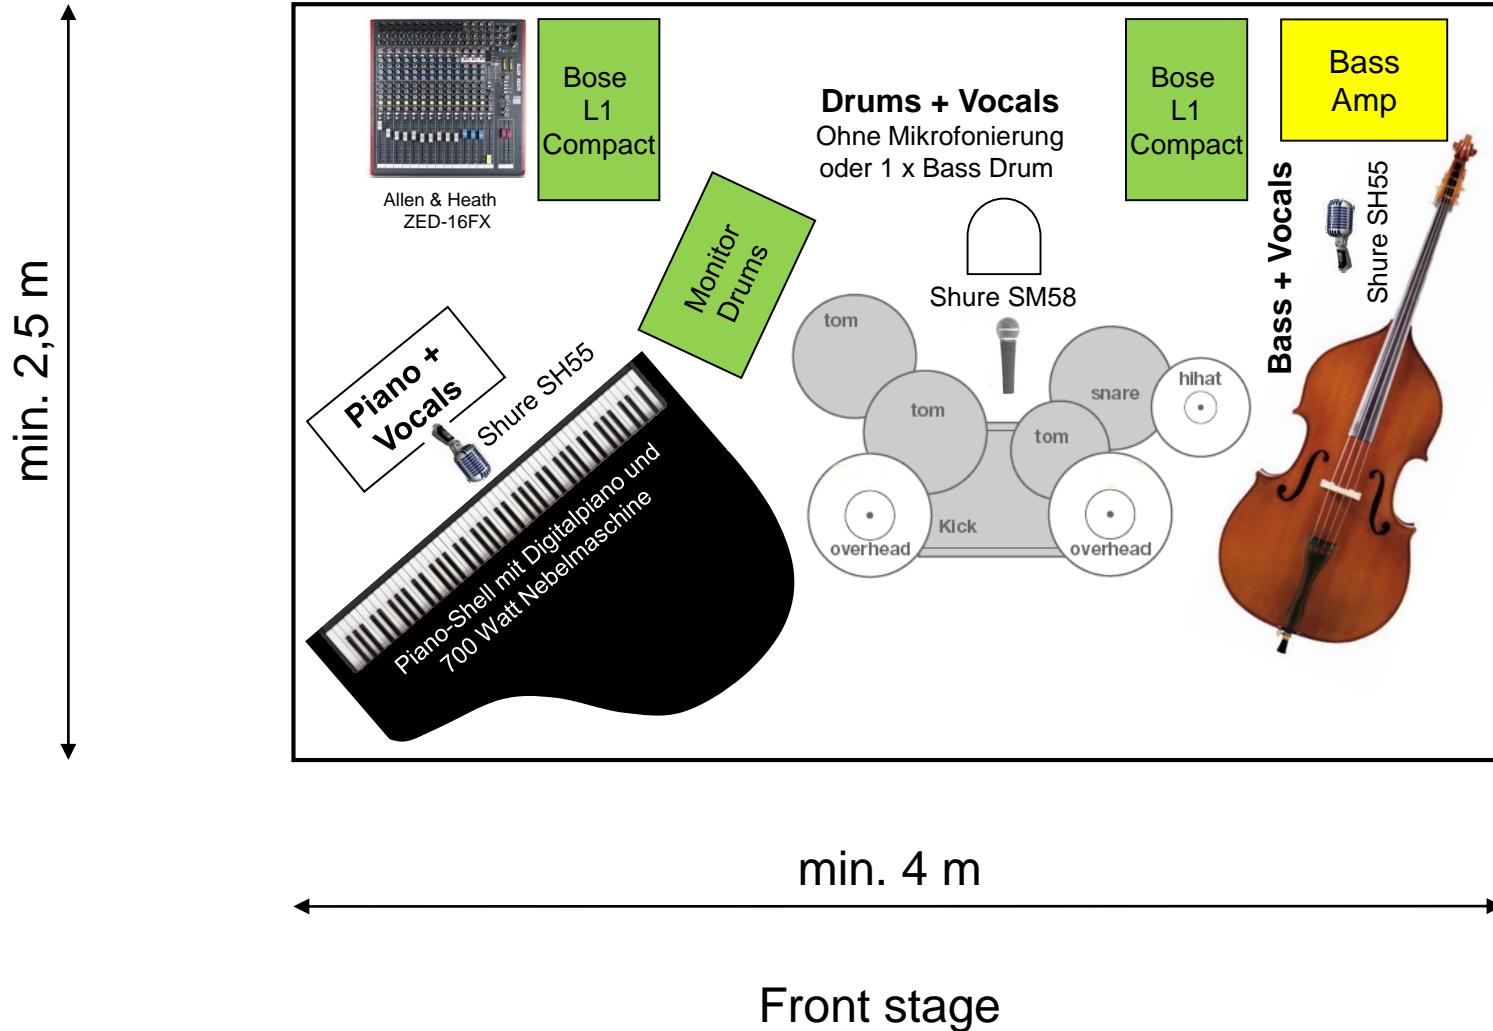 Bose
L1
Compact
Allen & Heath
ZED-16FX
Drums + Vocals
Ohne Mikrofonierung
oder 1 x Bass Drum
Bose
L1
Compact
Bass
Amp
Bass + Vocals
Shure SH55
Monitor
Drums
Shure SM58
min. 2,5 m
Piano +
Vocals
Shure SH55
tom
tom
tom
snare
hihat
Kick
overhead
overhead
Piano-Shell mit Digitalpiano und
700 Watt Nebelmaschine
min. 4 m
Front stage